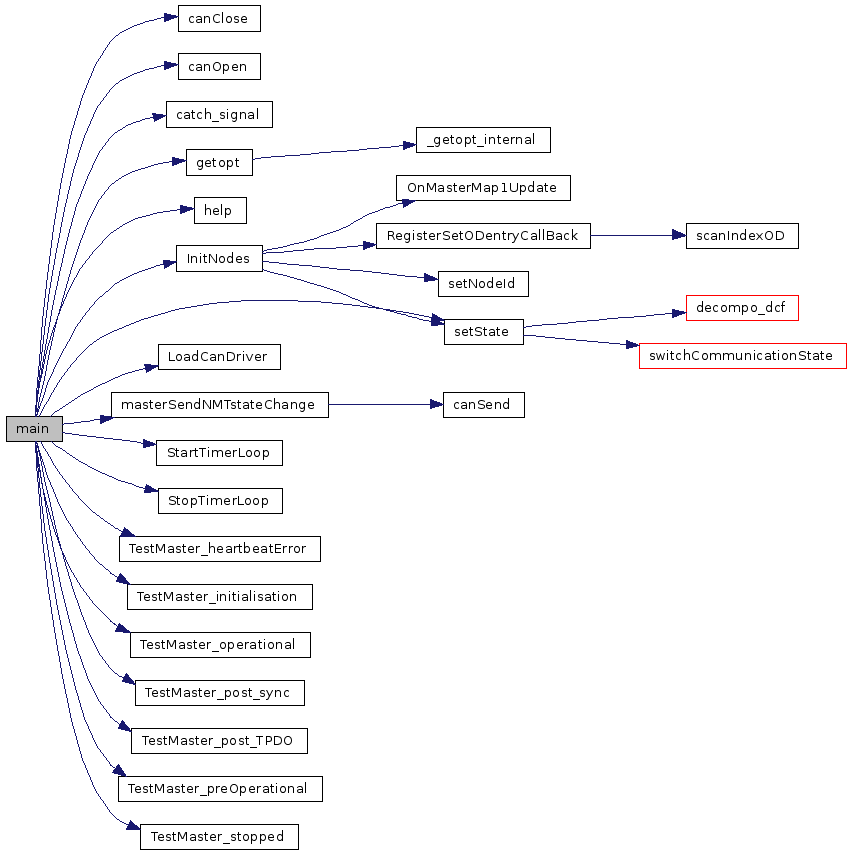 canClose
canOpen
catch_signal
_getopt_internal
getopt
OnMasterMap1Update
help
RegisterSetODentryCallBack
scanIndexOD
InitNodes
setNodeId
decompo_dcf
setState
switchCommunicationState
LoadCanDriver
masterSendNMTstateChange
canSend
main
StartTimerLoop
StopTimerLoop
TestMaster_heartbeatError
TestMaster_initialisation
TestMaster_operational
TestMaster_post_sync
TestMaster_post_TPDO
TestMaster_preOperational
TestMaster_stopped